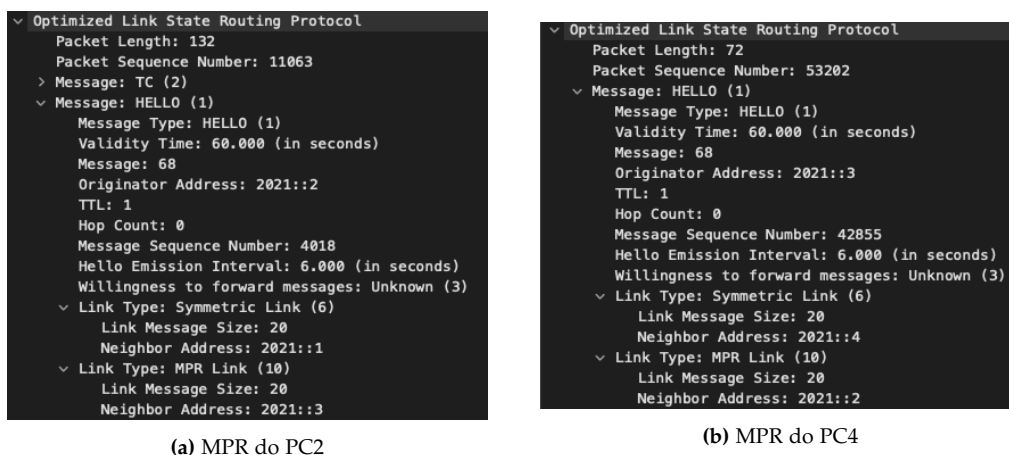 Optimized Link State Routing Protocol
Packet Length: 132
Packet Sequence Number: 11063
Message: TC (2)
Message: HELLO (1)
Message Type: HELLO (1)
Validity Time: 60.000 (in seconds)
Message: 68
Originator Address: 2021::2
TTL: 1
Hop Count: 0
Message Sequence Number: 4018
Hello Emission Interval: 6.000 (in seconds)
Willingness to forward messages: Unknown (3)
Link Type: Symmetric Link (6)
Link Message Size: 20
Neighbor Address: 2021::1
Link Type: MPR Link (10)
Link Message Size: 20
Neighbor Address: 2021::3
(a) MPR do PC2
Optimized Link State Routing Protocol
Packet Length: 72
Packet Sequence Number: 53202
Message: HELLO (1)
Message Type: HELLO (1)
Validity Time: 60.000 (in seconds)
Message: 68
Originator Address: 2021::3
TTL: 1
Hop Count: 0
Message Sequence Number: 42855
Hello Emission Interval: 6.000 (in seconds)
Willingness to forward messages: Unknown (3)
Link Type: Symmetric Link (6)
Link Message Size: 20
Neighbor Address: 2021::4
Link Type: MPR Link (10)
Link Message Size: 20
Neighbor Address: 2021::2
(b) MPR do PC4